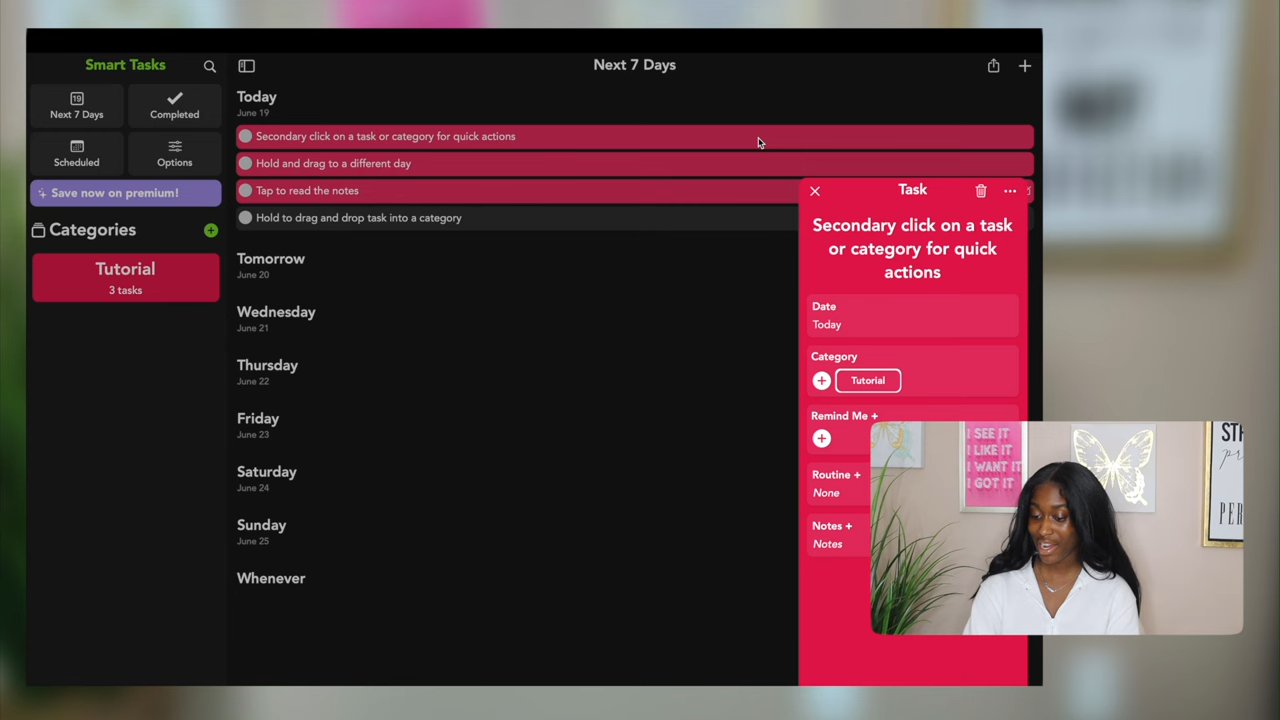 Smart Tasks
Next 7 Days
19
Next 7 Days
Completed
Scheduled
Options
Save now on premium!
Categories
Tutorial
3 tasks
Today
June 19
Secondary click on a task or category for quick actions
Hold and drag to a different day
Tap to read the notes
Hold to drag and drop task into a category
Tomorrow
June 20
Wednesday
June 21
Thursday
June 22
Friday
June 23
Saturday
June 24
Sunday
June 25
Whenever
Task
Secondary click on a task
or category for quick
actions
Date
Today
Category
Tutorial
Remind Me +
Routine +
None
Notes +
Notes
I SEE IT
I LIKE IT
I WANT IT
I GOT IT